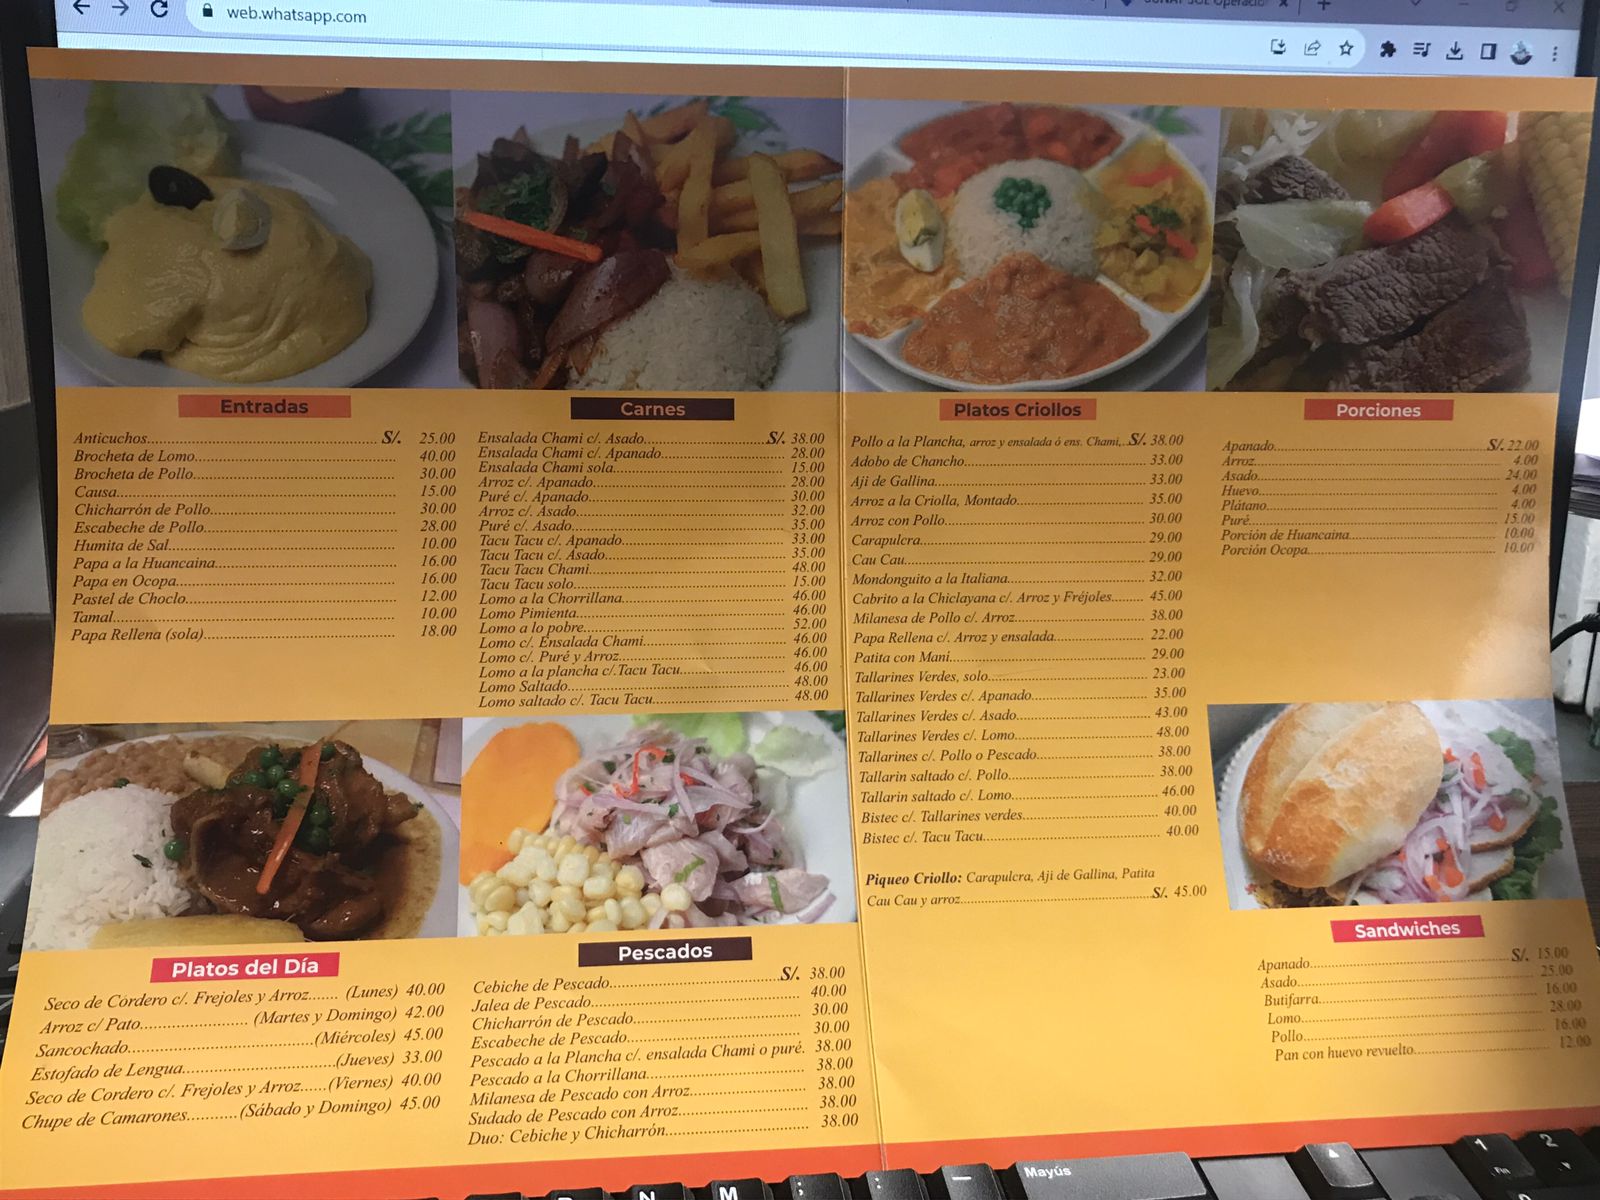 web.whatsapp.com
Entradas
Anticuchos S/. 25.00
Brocheta de Lomo 40.00
Brocheta de Pollo 30.00
Causa 15.00
Chicharrón de Pollo 30.00
Escabeche de Pollo 28.00
Humita de Sal 10.00
Papa a la Huancaina 16.00
Papa en Ocopa 16.00
Pastel de Choclo 12.00
Tamal 10.00
Papa Rellena (sola) 18.00
Carnes
Ensalada Chami c/. Asado S/. 38.00
Ensalada Chami c/. Apanado 28.00
Ensalada Chami sola 15.00
Arroz c/. Apanado 28.00
Puré c/. Apanado 30.00
Arroz c/. Asado 32.00
Puré c/. Asado 35.00
Tacu Tacu c/. Apanado 33.00
Tacu Tacu c/. Asado 35.00
Tacu Tacu Chami 48.00
Tacu Tacu solo 15.00
Lomo a la Chorrillana 46.00
Lomo Pimienta 46.00
Lomo a lo pobre 52.00
Lomo c/. Ensalada Chami 46.00
Lomo c/. Puré y Arroz 46.00
Lomo a la plancha c/.Tacu Tacu 46.00
Lomo Saltado 48.00
Lomo saltado c/. Tacu Tacu 48.00
Platos Criollos
Pollo a la Plancha, arroz y ensalada ó ens. Chami, S/. 38.00
Adobo de Chancho 33.00
Aji de Gallina 33.00
Arroz a la Criolla, Montado 35.00
Arroz con Pollo 30.00
Carapulcra 29.00
Cau Cau 29.00
Mondonguito a la Italiana 32.00
Cabrito a la Chiclayana c/. Arroz y Fréjoles 45.00
Milanesa de Pollo c/. Arroz 38.00
Papa Rellena c/. Arroz y ensalada 22.00
Patita con Maní 29.00
Tallarines Verdes, solo 23.00
Tallarines Verdes c/. Apanado 35.00
Tallarines Verdes c/. Asado 43.00
Tallarines Verdes c/. Lomo 48.00
Tallarines c/. Pollo o Pescado 38.00
Tallarin saltado c/. Pollo 38.00
Tallarin saltado c/. Lomo 46.00
Bistec c/. Tallarines verdes 40.00
Bistec c/. Tacu Tacu 40.00
Piqueo Criollo: Carapulcra, Aji de Gallina, Patita
Cau Cau y arroz S/. 45.00
Porciones
Apanado S/. 22.00
Arroz 4.00
Asado 24.00
Huevo 4.00
Plátano 4.00
Puré 15.00
Porción de Huancaina 10.00
Porción Ocopa 10.00
Platos del Día
Seco de Cordero c/. Frejoles y Arroz (Lunes) 40.00
Arroz c/ Pato (Martes y Domingo) 42.00
Sancochado (Miércoles) 45.00
Estofado de Lengua (Jueves) 33.00
Seco de Cordero c/. Frejoles y Arroz (Viernes) 40.00
Chupe de Camarones (Sábado y Domingo) 45.00
Pescados
Cebiche de Pescado S/. 38.00
Jalea de Pescado 40.00
Chicharrón de Pescado 30.00
Escabeche de Pescado 30.00
Pescado a la Plancha c/. ensalada Chami o puré. 38.00
Pescado a la Chorrillana 38.00
Milanesa de Pescado con Arroz 38.00
Sudado de Pescado con Arroz 38.00
Duo: Cebiche y Chicharrón 38.00
Sandwiches
Apanado S/. 15.00
Asado 25.00
Butifarra 16.00
Lomo 28.00
Pollo 16.00
Pan con huevo revuelto 12.00
N M ; : _ Mayús 1 Fin 2